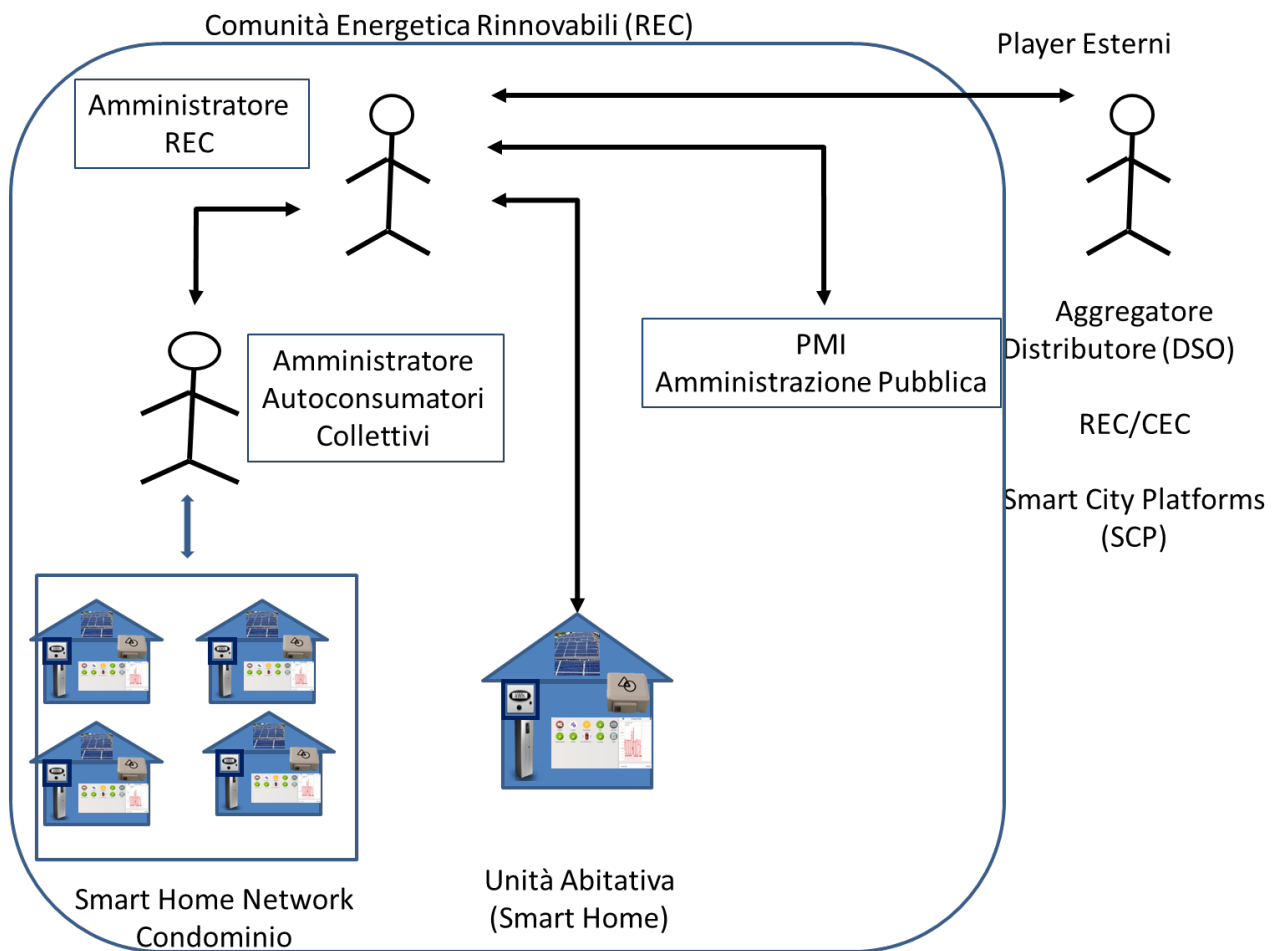 Comunità Energetica Rinnovabili (REC)
Player Esterni
Amministratore
REC
Amministratore
Autoconsumatori
Collettivi
PMI
Amministrazione Pubblica
Aggregatore
Distributore (DSO)
REC/CEC
Smart City Platforms
(SCP)
Unità Abitativa
(Smart Home)
Smart Home Network
Condominio